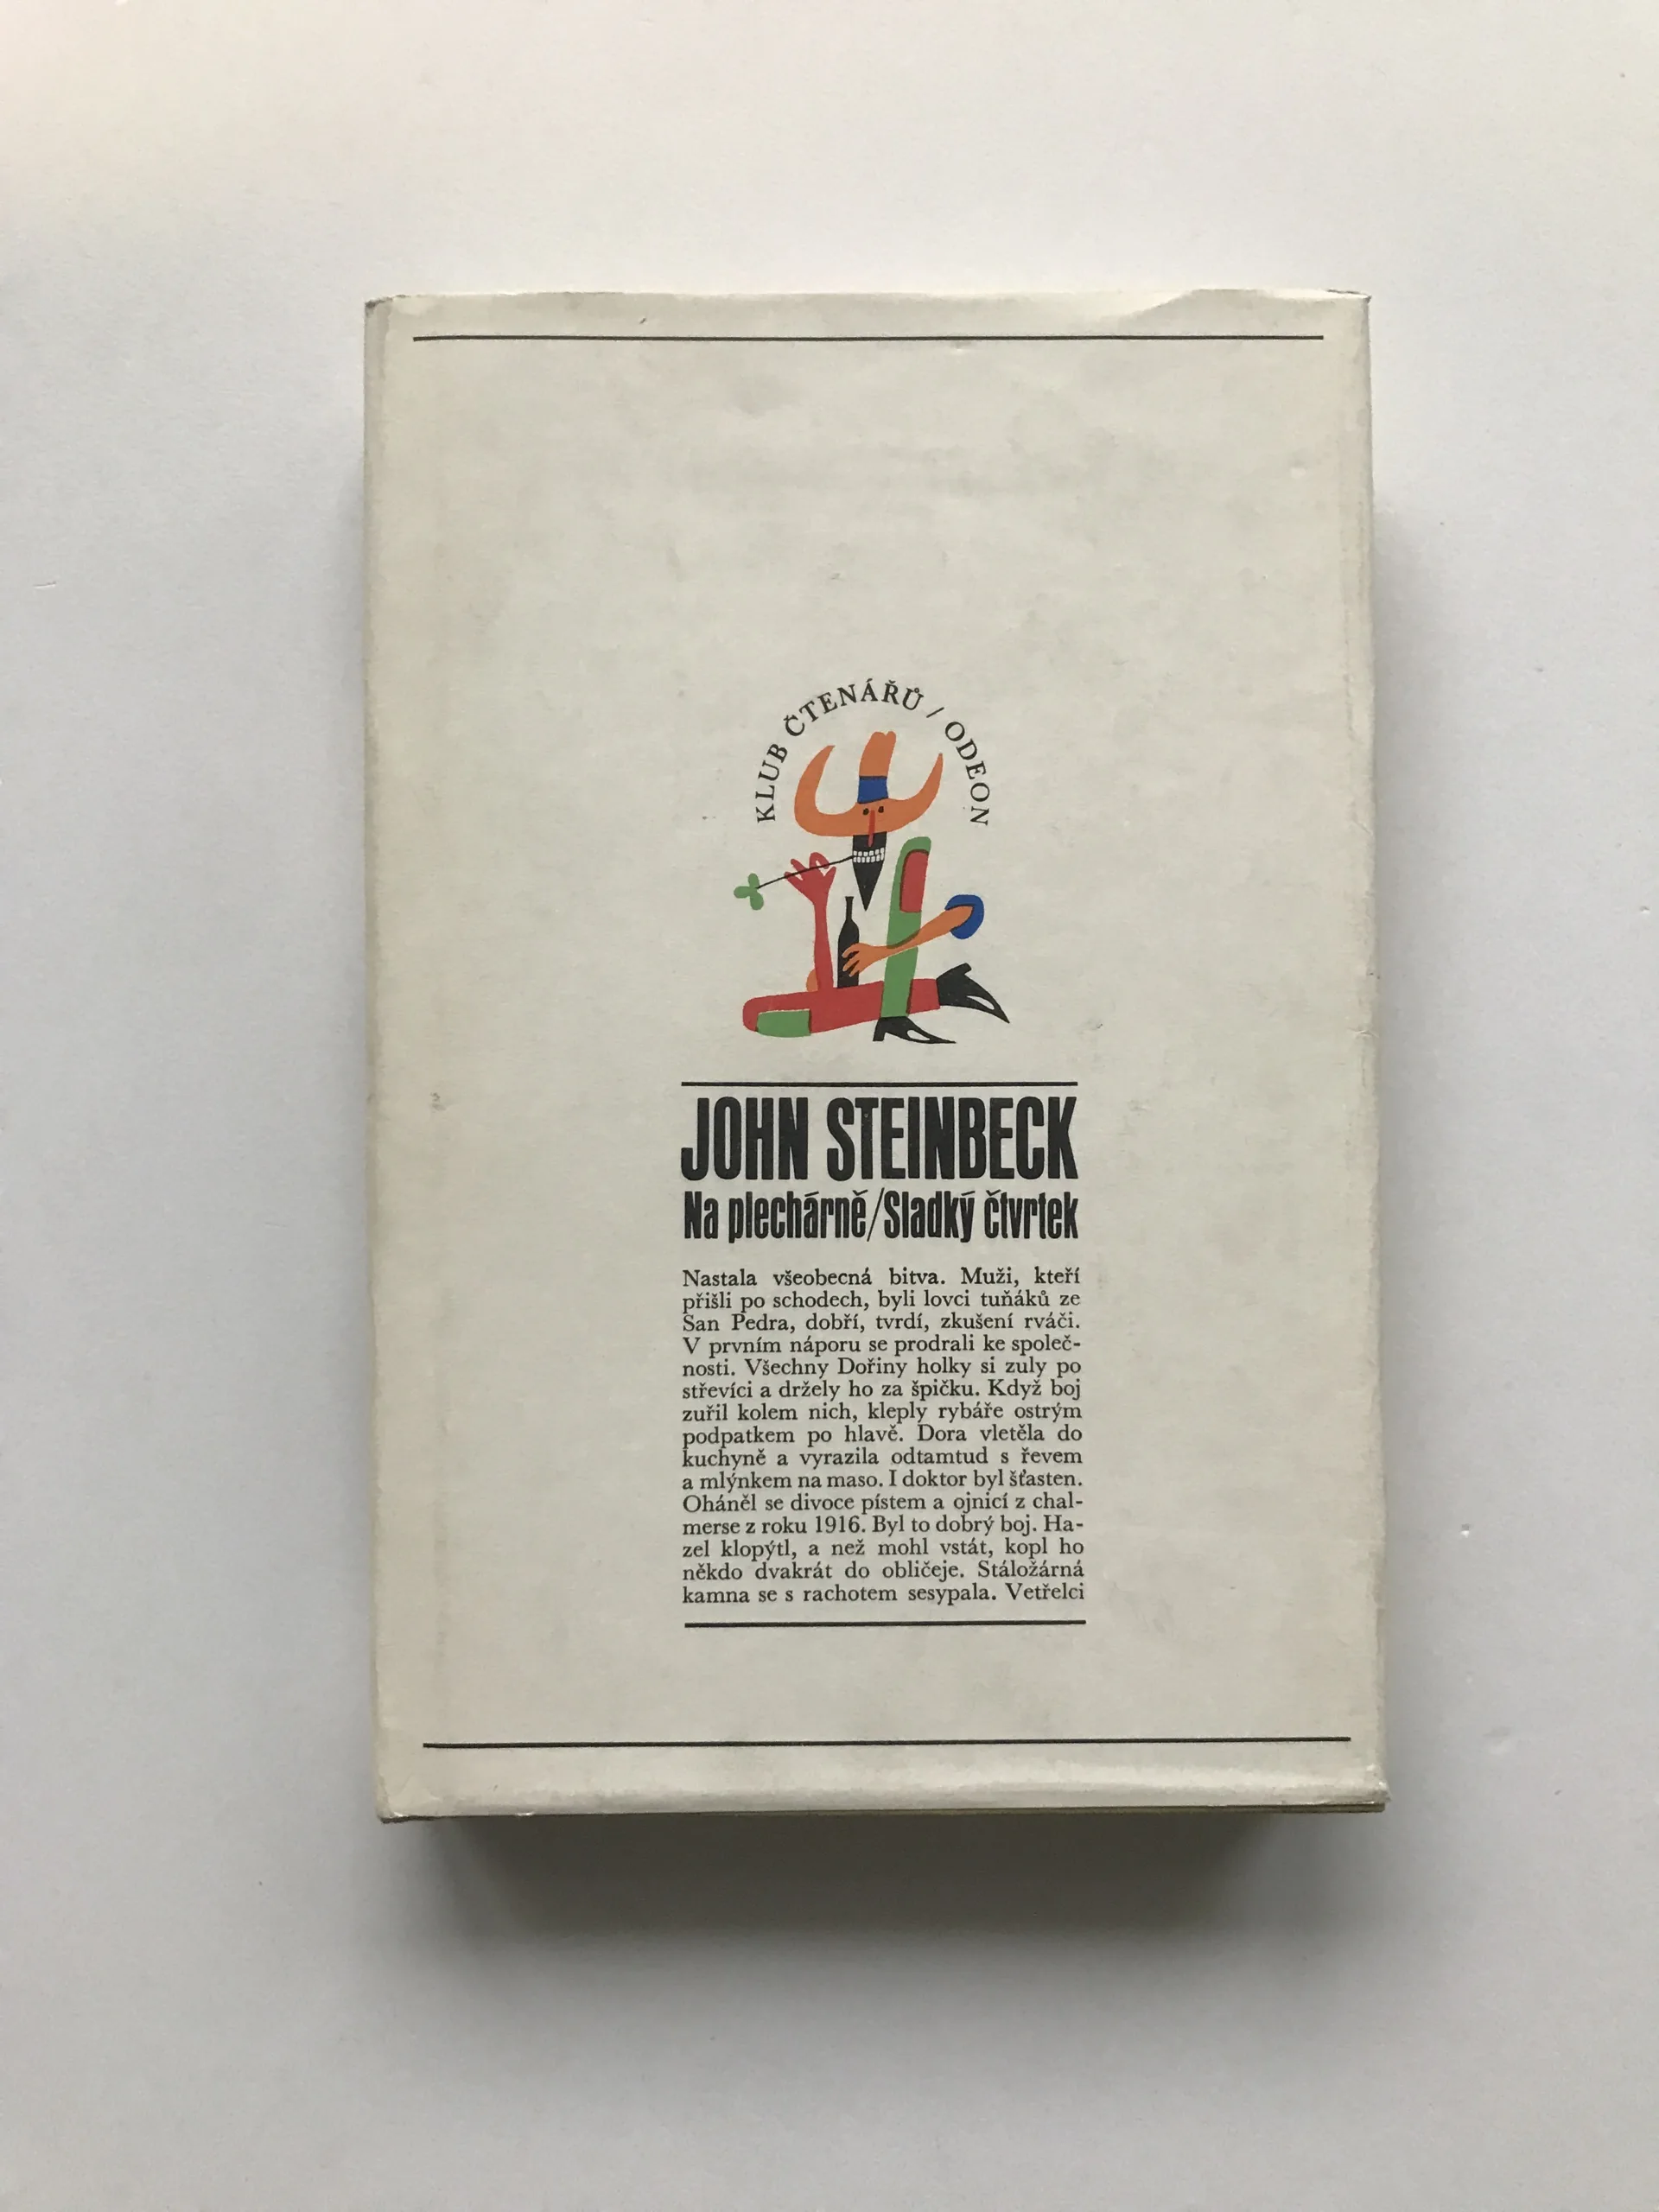 KLUB ČTENÁŘŮ / ODEON
JOHN STEINBECK
Na plechárně/Sladký čtvrtek
Nastala všeobecná bitva. Muži, kteří
přišli po schodech, byli lovci tuňáků ze
San Pedra, dobří, tvrdí, zkušení rváči.
V prvním náporu se prodrali ke společ-
nosti. Všechny Dořiny holky si zuly po
střevíci a držely ho za špičku. Když boj
zuřil kolem nich, kleply rybáře ostrým
podpatkem po hlavě. Dora vletěla do
kuchyně a vyrazila odtamtud s řevem
a mlýnkem na maso. I doktor byl šťasten.
Oháněl se divoce pístem a ojnicí z chal-
merse z roku 1916. Byl to dobrý boj. Ha-
zel klopýtl, a než mohl vstát, kopl ho
někdo dvakrát do obličeje. Stáložárná
kamna se s rachotem sesypala. Vetřelci